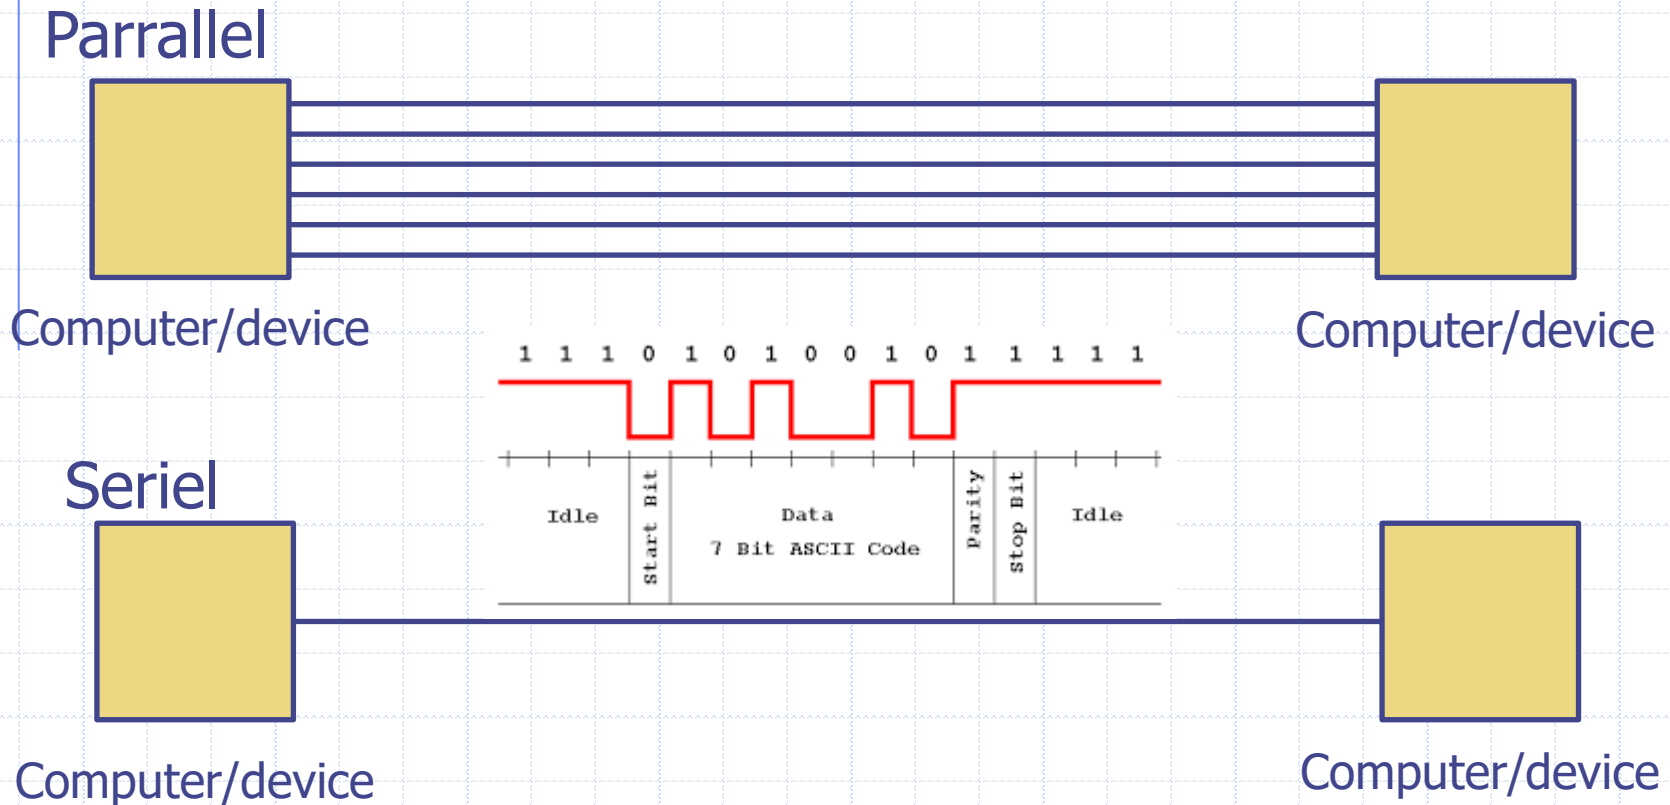 Parrallel
Computer/device
Computer/device
1 1 1 0 1 0 1 0 0 1 0 1 1 1 1 1
Idle
Start Bit
Data
7 Bit ASCII Code
Parity
Stop Bit
Idle
Seriel
Computer/device
Computer/device